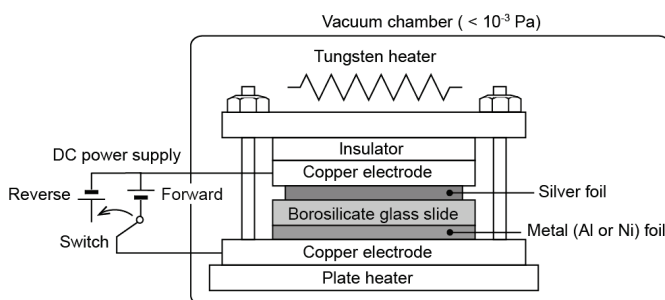 Vacuum chamber ( < 10⁻³ Pa)
Tungsten heater
DC power supply
Insulator
Copper electrode
Reverse
Forward
Silver foil
Borosilicate glass slide
Switch
Metal (Al or Ni) foil
Copper electrode
Plate heater